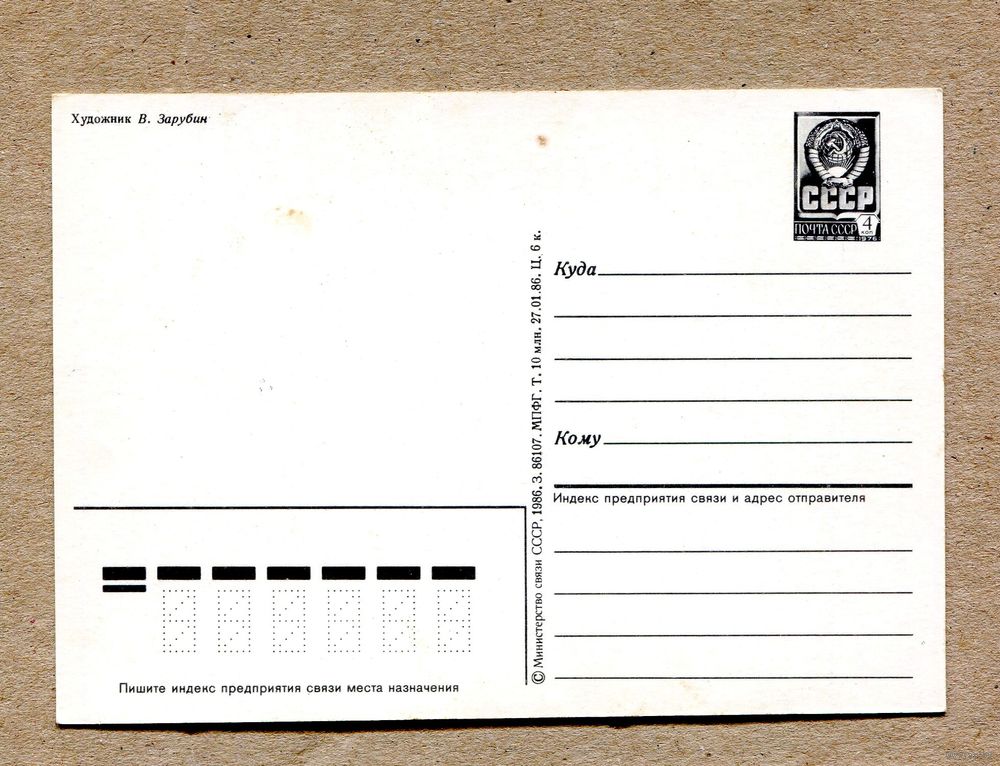 Художник В. Зарубин
СССР
ПОЧТА СССР 4 КОП
1976
Куда
Кому
Индекс предприятия связи и адрес отправителя
© Министерство связи СССР, 1986. З. 86107. МПФГ. Т. 10 млн. 27.01.86. Ц. 6 к.
Пишите индекс предприятия связи места назначения